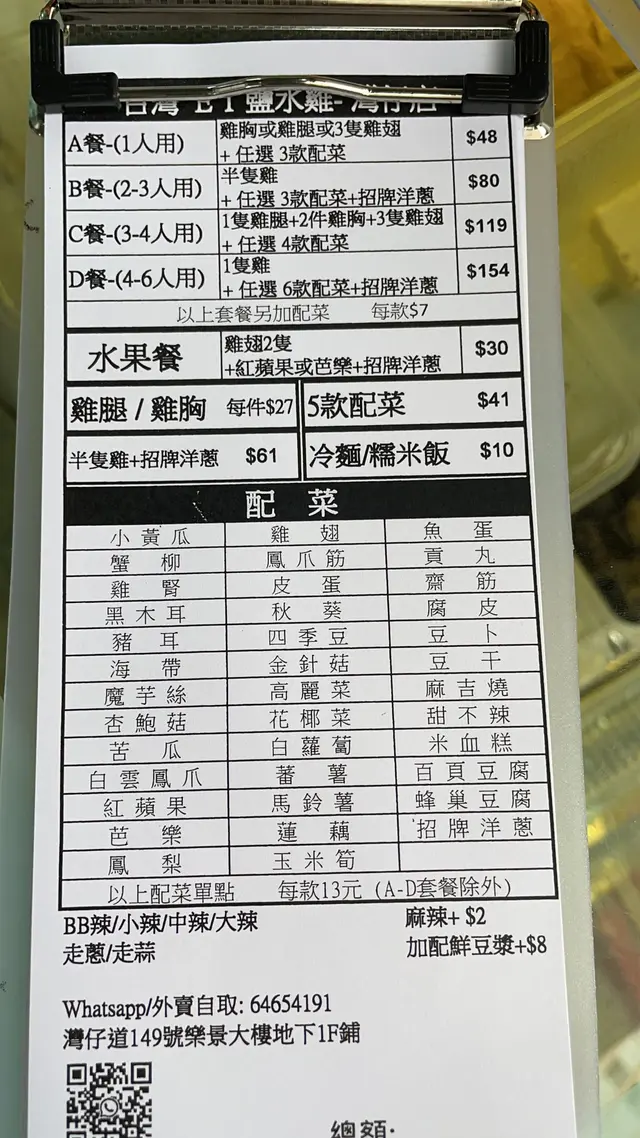 台灣 E T 鹽水雞- 灣仔店
A餐-(1人用) 雞胸或雞腿或3隻雞翅 $48
+ 任選 3款配菜
B餐-(2-3人用) 半隻雞 $80
+ 任選 3款配菜+招牌洋蔥
C餐-(3-4人用) 1隻雞腿+2件雞胸+3隻雞翅 $119
+ 任選 4款配菜
D餐-(4-6人用) 1隻雞 $154
+ 任選 6款配菜+招牌洋蔥
以上套餐另加配菜 每款$7
水果餐 雞翅2隻 $30
+紅蘋果或芭樂+招牌洋蔥
雞腿 / 雞胸 每件$27 5款配菜 $41
半隻雞+招牌洋蔥 $61 冷麵/糯米飯 $10
配 菜
小黃瓜 雞翅 魚蛋
蟹柳 鳳爪筋 貢丸
雞腎 皮蛋 齋筋
黑木耳 秋葵 腐皮
豬耳 四季豆 豆卜
海帶 金針菇 豆干
魔芋絲 高麗菜 麻吉燒
杏鮑菇 花椰菜 甜不辣
苦瓜 白蘿蔔 米血糕
白雲鳳爪 蕃薯 百頁豆腐
紅蘋果 馬鈴薯 蜂巢豆腐
芭樂 蓮藕 招牌洋蔥
鳳梨 玉米筍
以上配菜單點 每款13元 (A-D套餐除外)
BB辣/小辣/中辣/大辣 麻辣+ $2
走蔥/走蒜 加配鮮豆漿+$8
Whatsapp/外賣自取: 64654191
灣仔道149號樂景大樓地下1F鋪
總額: